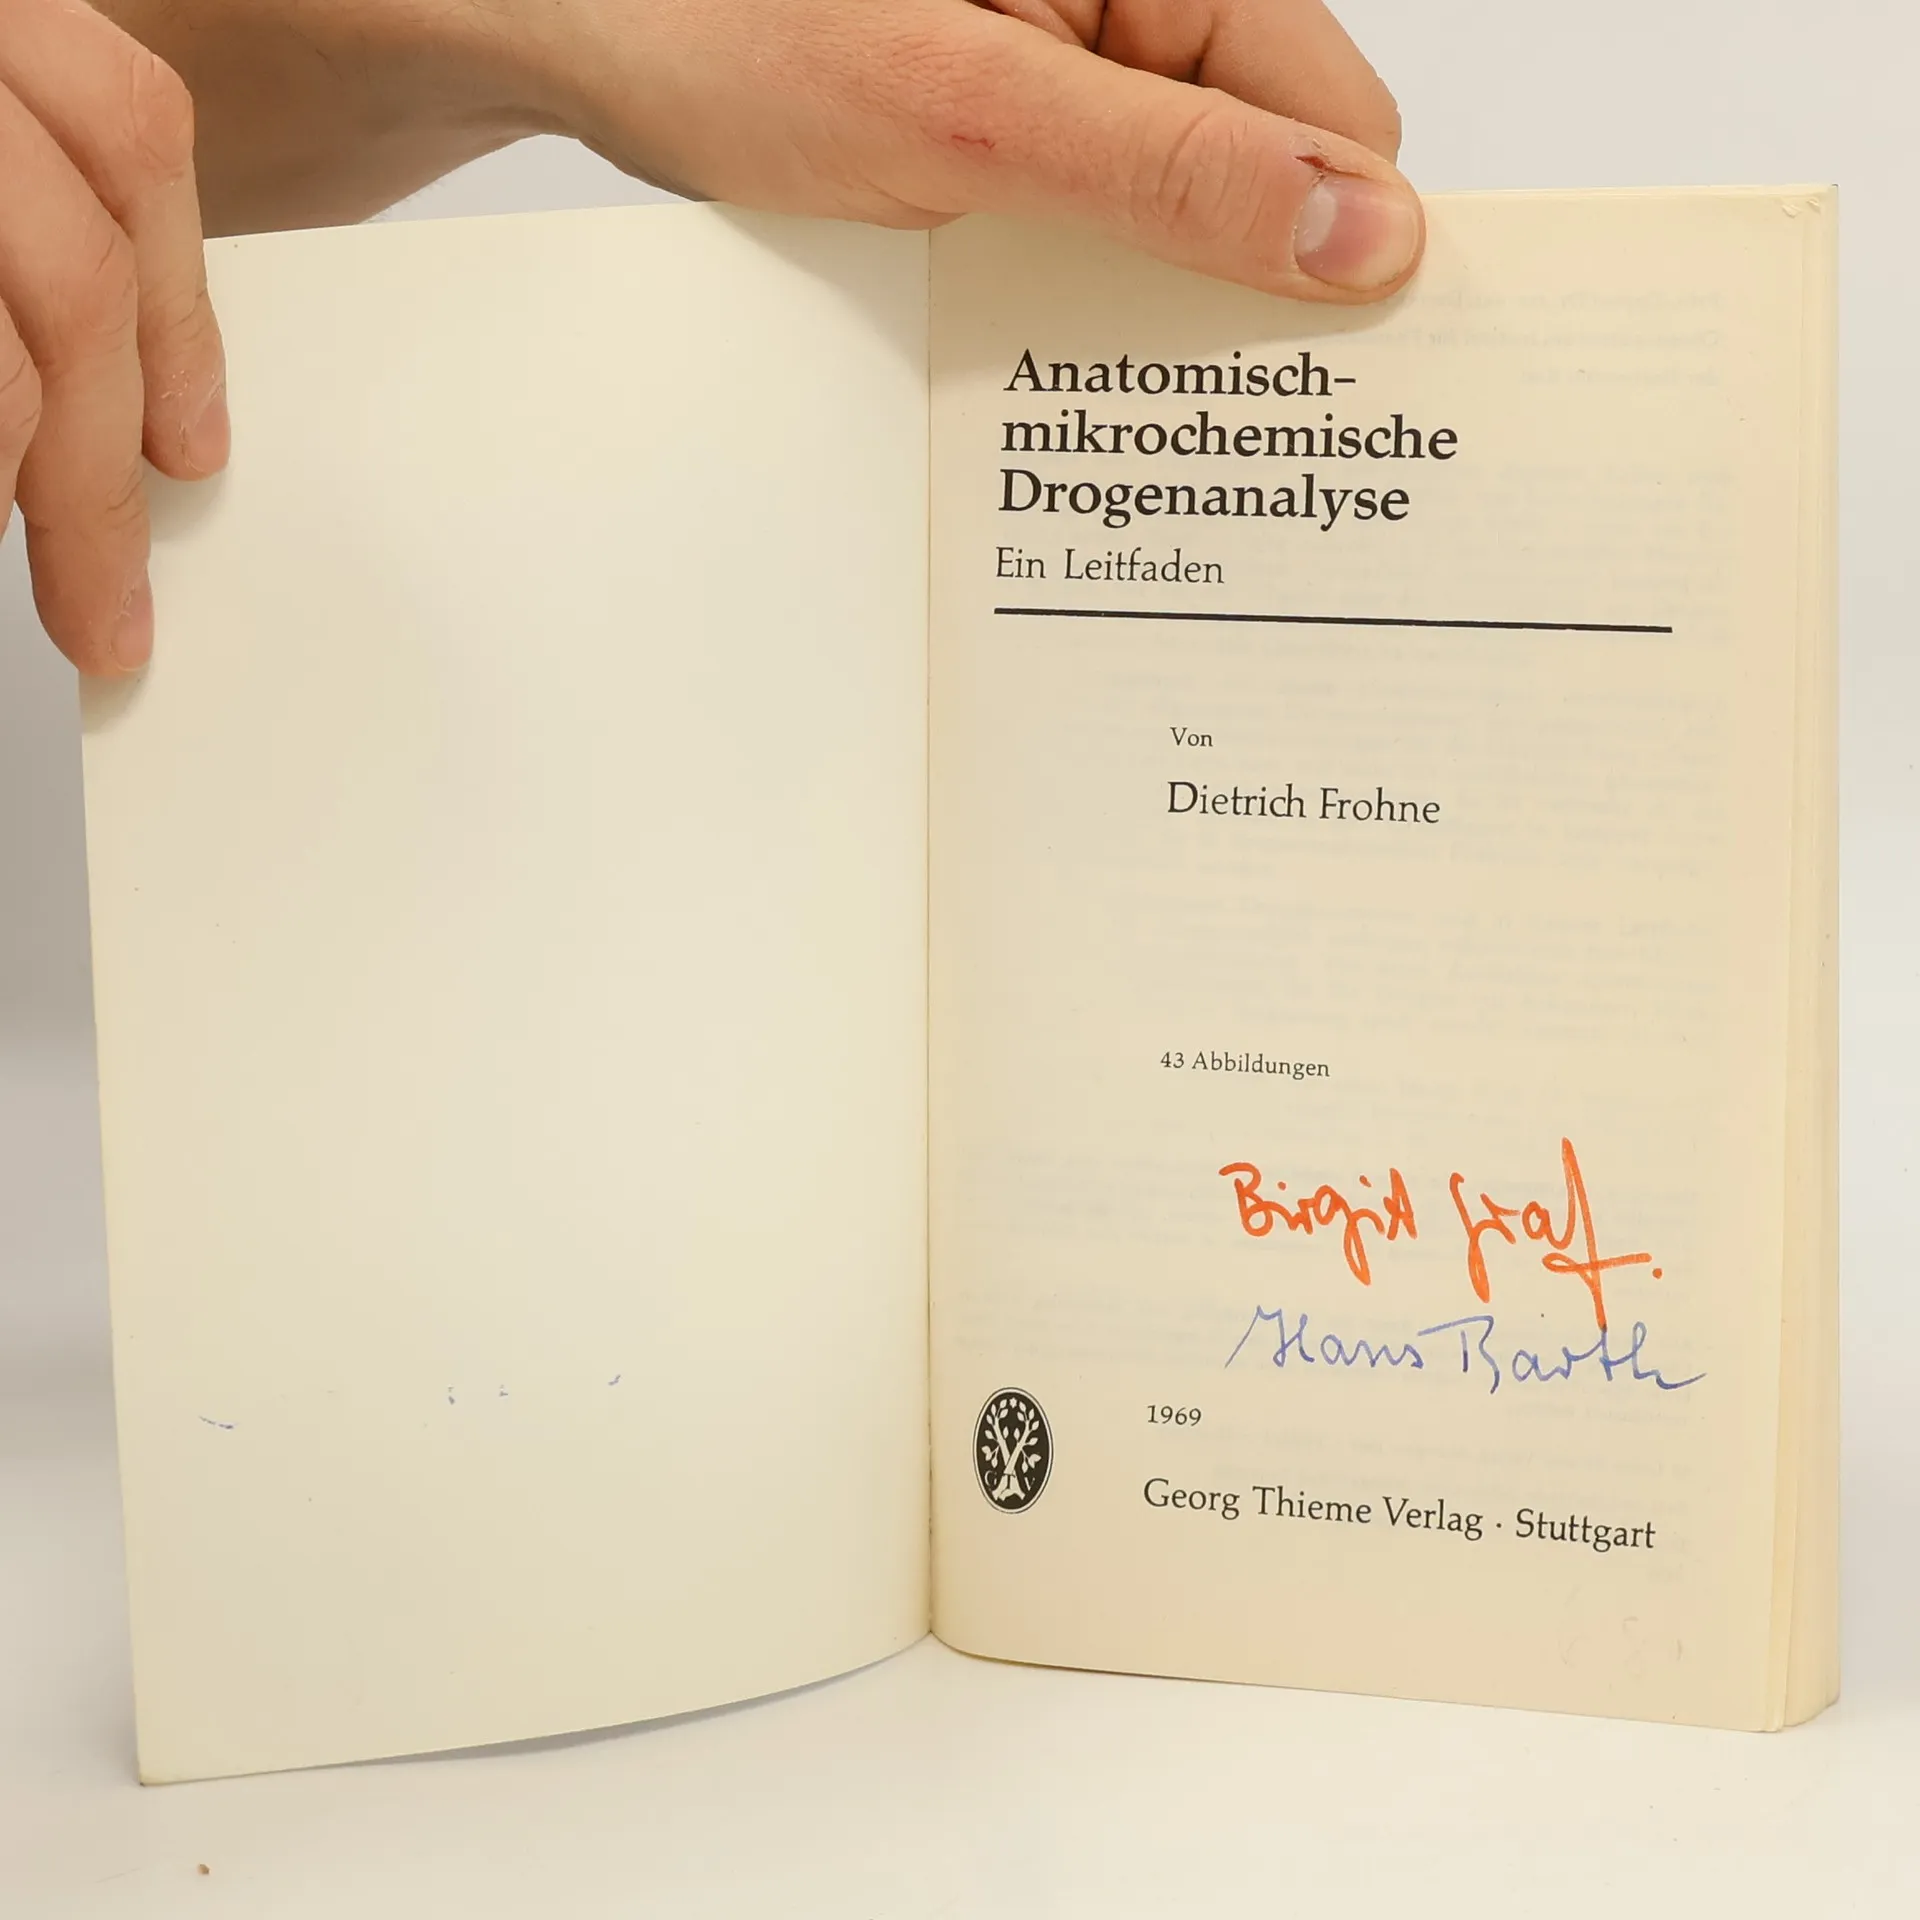 Anatomisch-
mikrochemische
Drogenanalyse
Ein Leitfaden
Von
Dietrich Frohne
43 Abbildungen
Birgit Graf.
Hans Barth
1969
GTV
Georg Thieme Verlag · Stuttgart